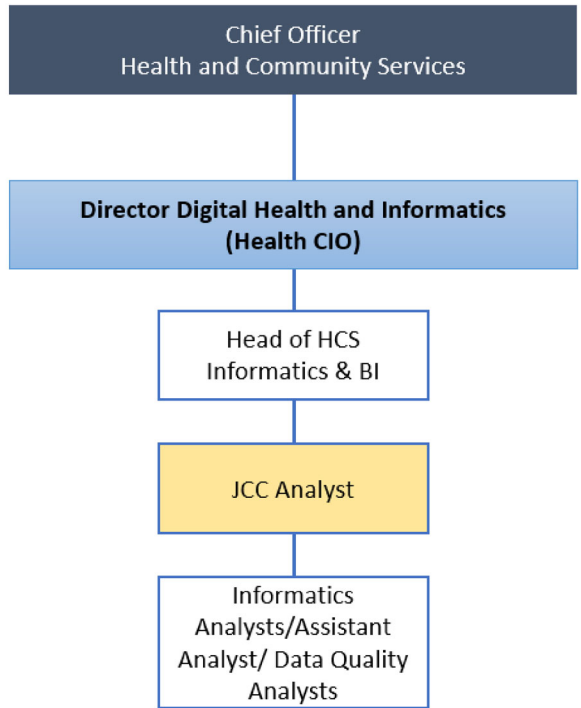 Chief Officer
Health and Community Services
Director Digital Health and Informatics
(Health CIO)
Head of HCS
Informatics & BI
JCC Analyst
Informatics
Analysts/Assistant
Analyst/ Data Quality
Analysts